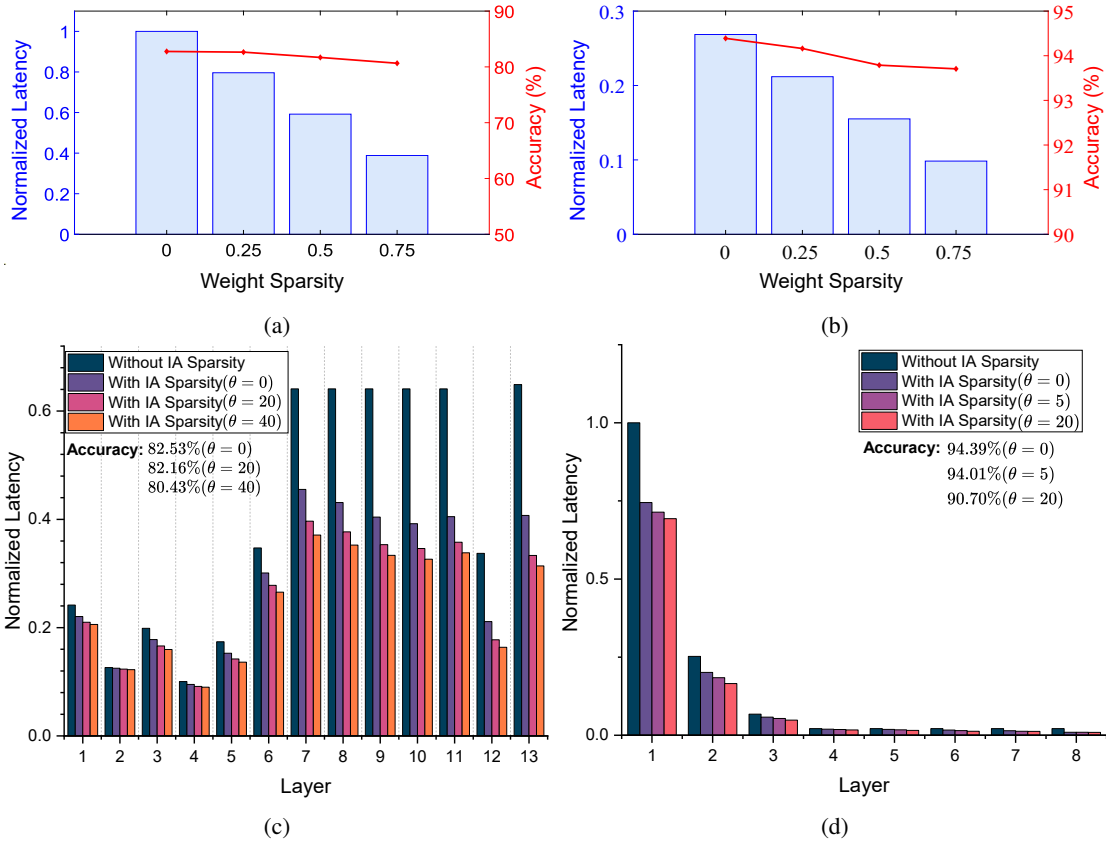 1
0.8
0.6
0.4
0.2
0
Normalized Latency
90
80
70
60
50
Accuracy (%)
0 0.25 0.5 0.75
Weight Sparsity
(a)
0.3
0.2
0.1
0
Normalized Latency
95
94
93
92
91
90
Accuracy (%)
0 0.25 0.5 0.75
Weight Sparsity
(b)
Without IA Sparsity
With IA Sparsity(θ = 0)
With IA Sparsity(θ = 20)
With IA Sparsity(θ = 40)
Accuracy: 82.53%(θ = 0)
82.16%(θ = 20)
80.43%(θ = 40)
0.6
0.4
0.2
0.0
Normalized Latency
1 2 3 4 5 6 7 8 9 10 11 12 13
Layer
(c)
Without IA Sparsity
With IA Sparsity(θ = 0)
With IA Sparsity(θ = 5)
With IA Sparsity(θ = 20)
Accuracy: 94.39%(θ = 0)
94.01%(θ = 5)
90.70%(θ = 20)
1.0
0.5
0.0
Normalized Latency
1 2 3 4 5 6 7 8
Layer
(d)